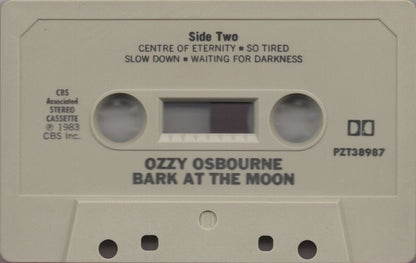 Side Two
CENTRE OF ETERNITY ■ SO TIRED
SLOW DOWN ■ WAITING FOR DARKNESS
CBS
Associated
STEREO
CASSETTE
℗ 1983
CBS Inc.
PZT38987
OZZY OSBOURNE
BARK AT THE MOON